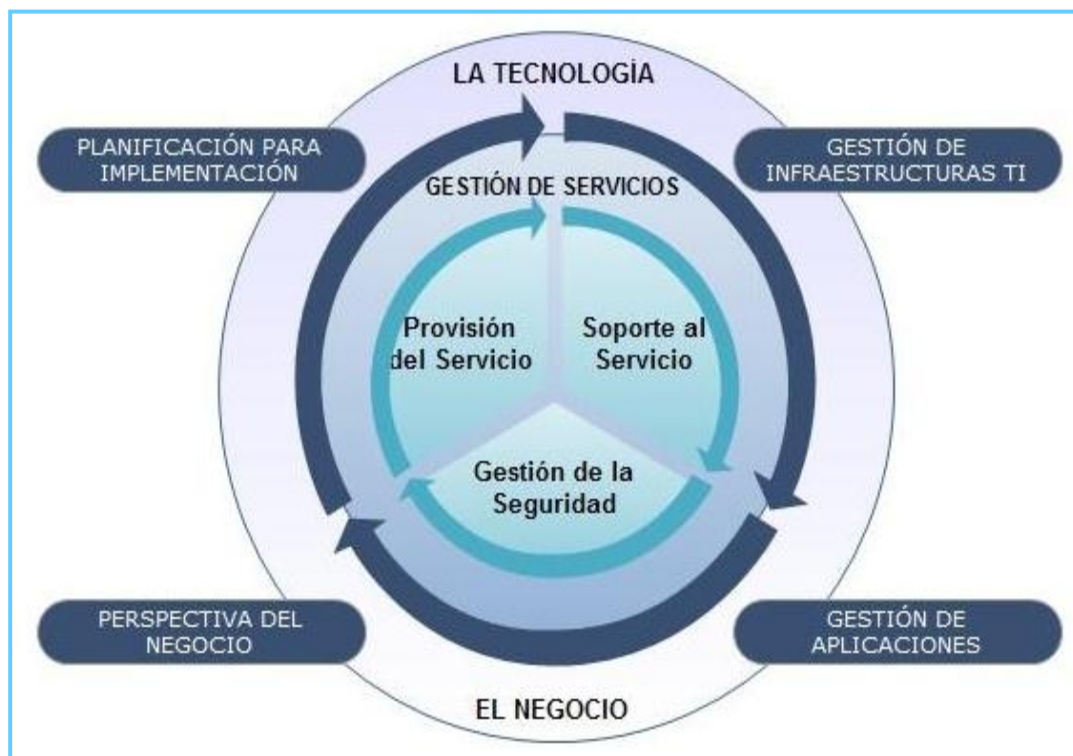 LA TECNOLOGÍA
PLANIFICACIÓN PARA
IMPLEMENTACIÓN
GESTIÓN DE
INFRAESTRUCTURAS TI
GESTIÓN DE SERVICIOS
Provisión
del Servicio
Soporte al
Servicio
Gestión de la
Seguridad
PERSPECTIVA DEL
NEGOCIO
GESTIÓN DE
APLICACIONES
EL NEGOCIO